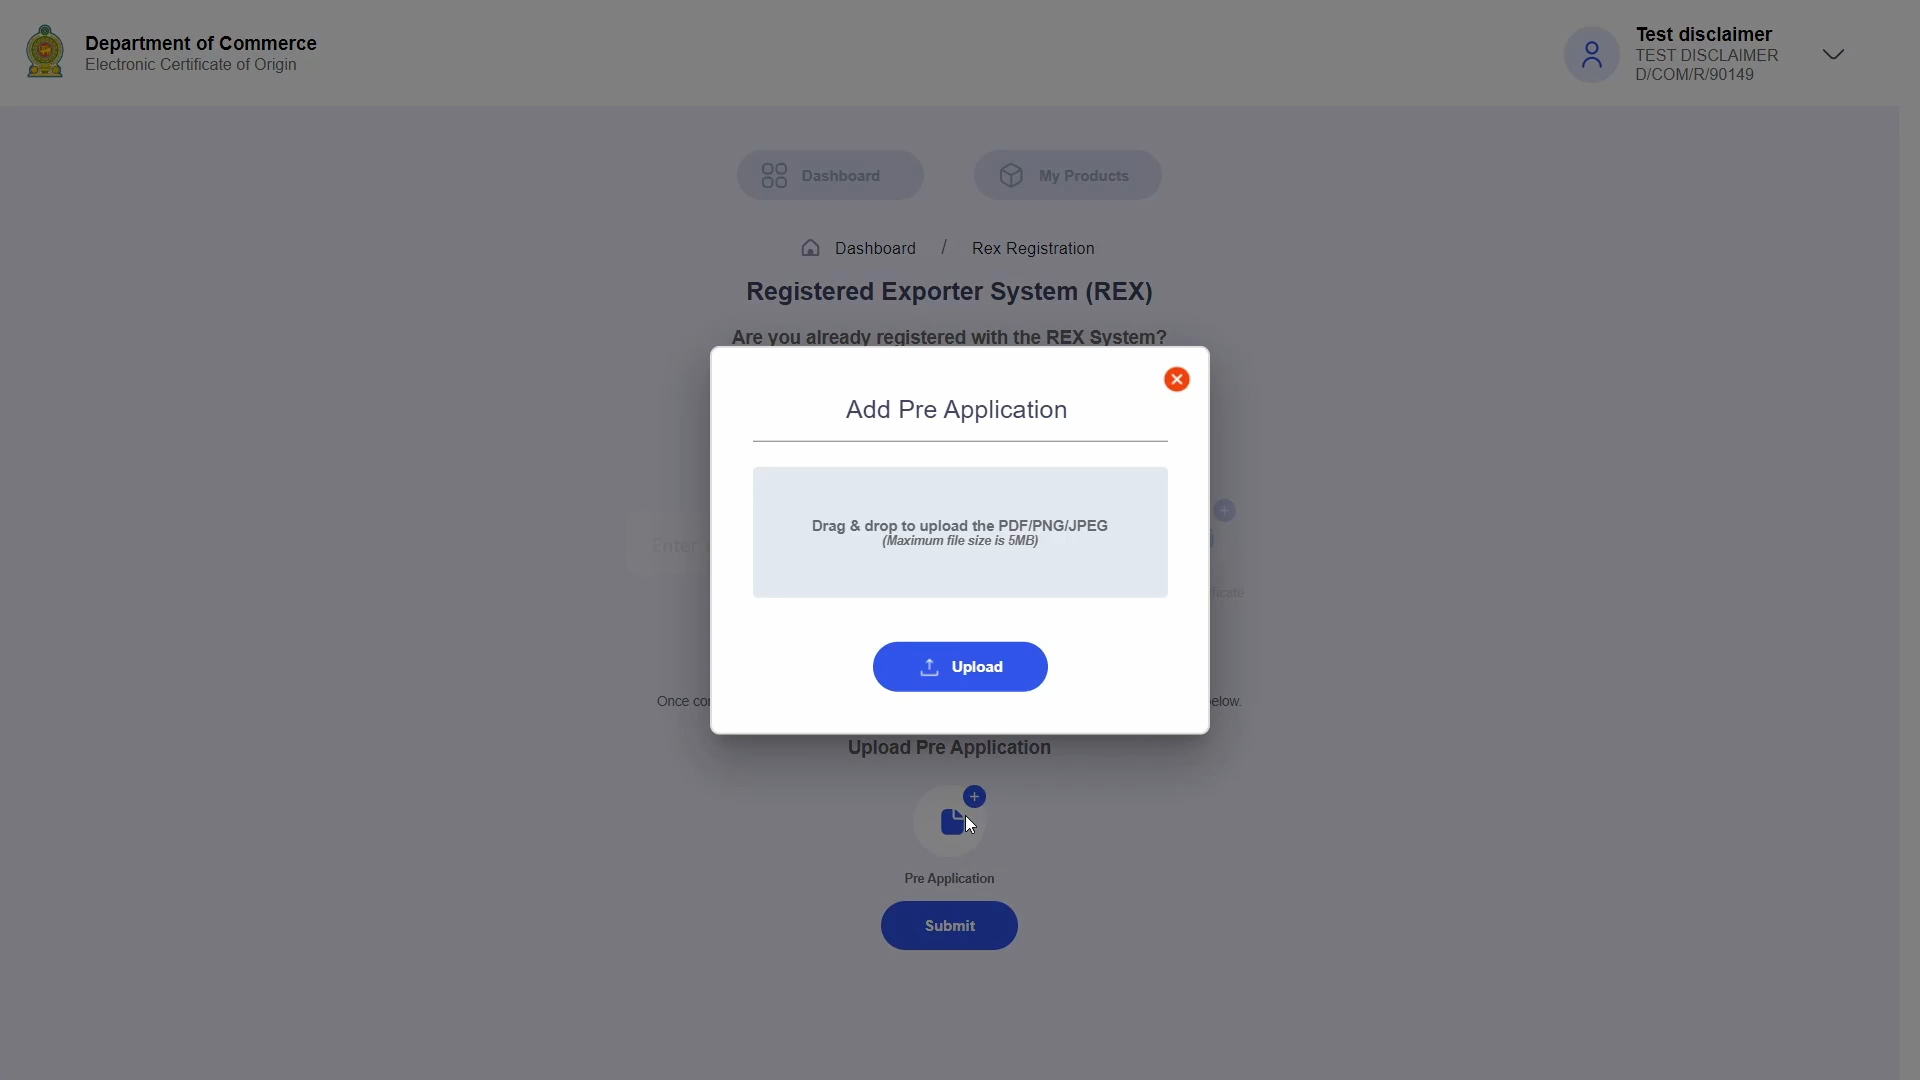 Department of Commerce
Electronic Certificate of Origin
Test disclaimer
TEST DISCLAIMER
D/COM/R/90149
Dashboard
My Products
Dashboard / Rex Registration
Registered Exporter System (REX)
Are you already registered with the REX System?
Add Pre Application
Drag & drop to upload the PDF/PNG/JPEG
(Maximum file size is 5MB)
Enter
Upload
Once
Upload Pre Application
Pre Application
Submit